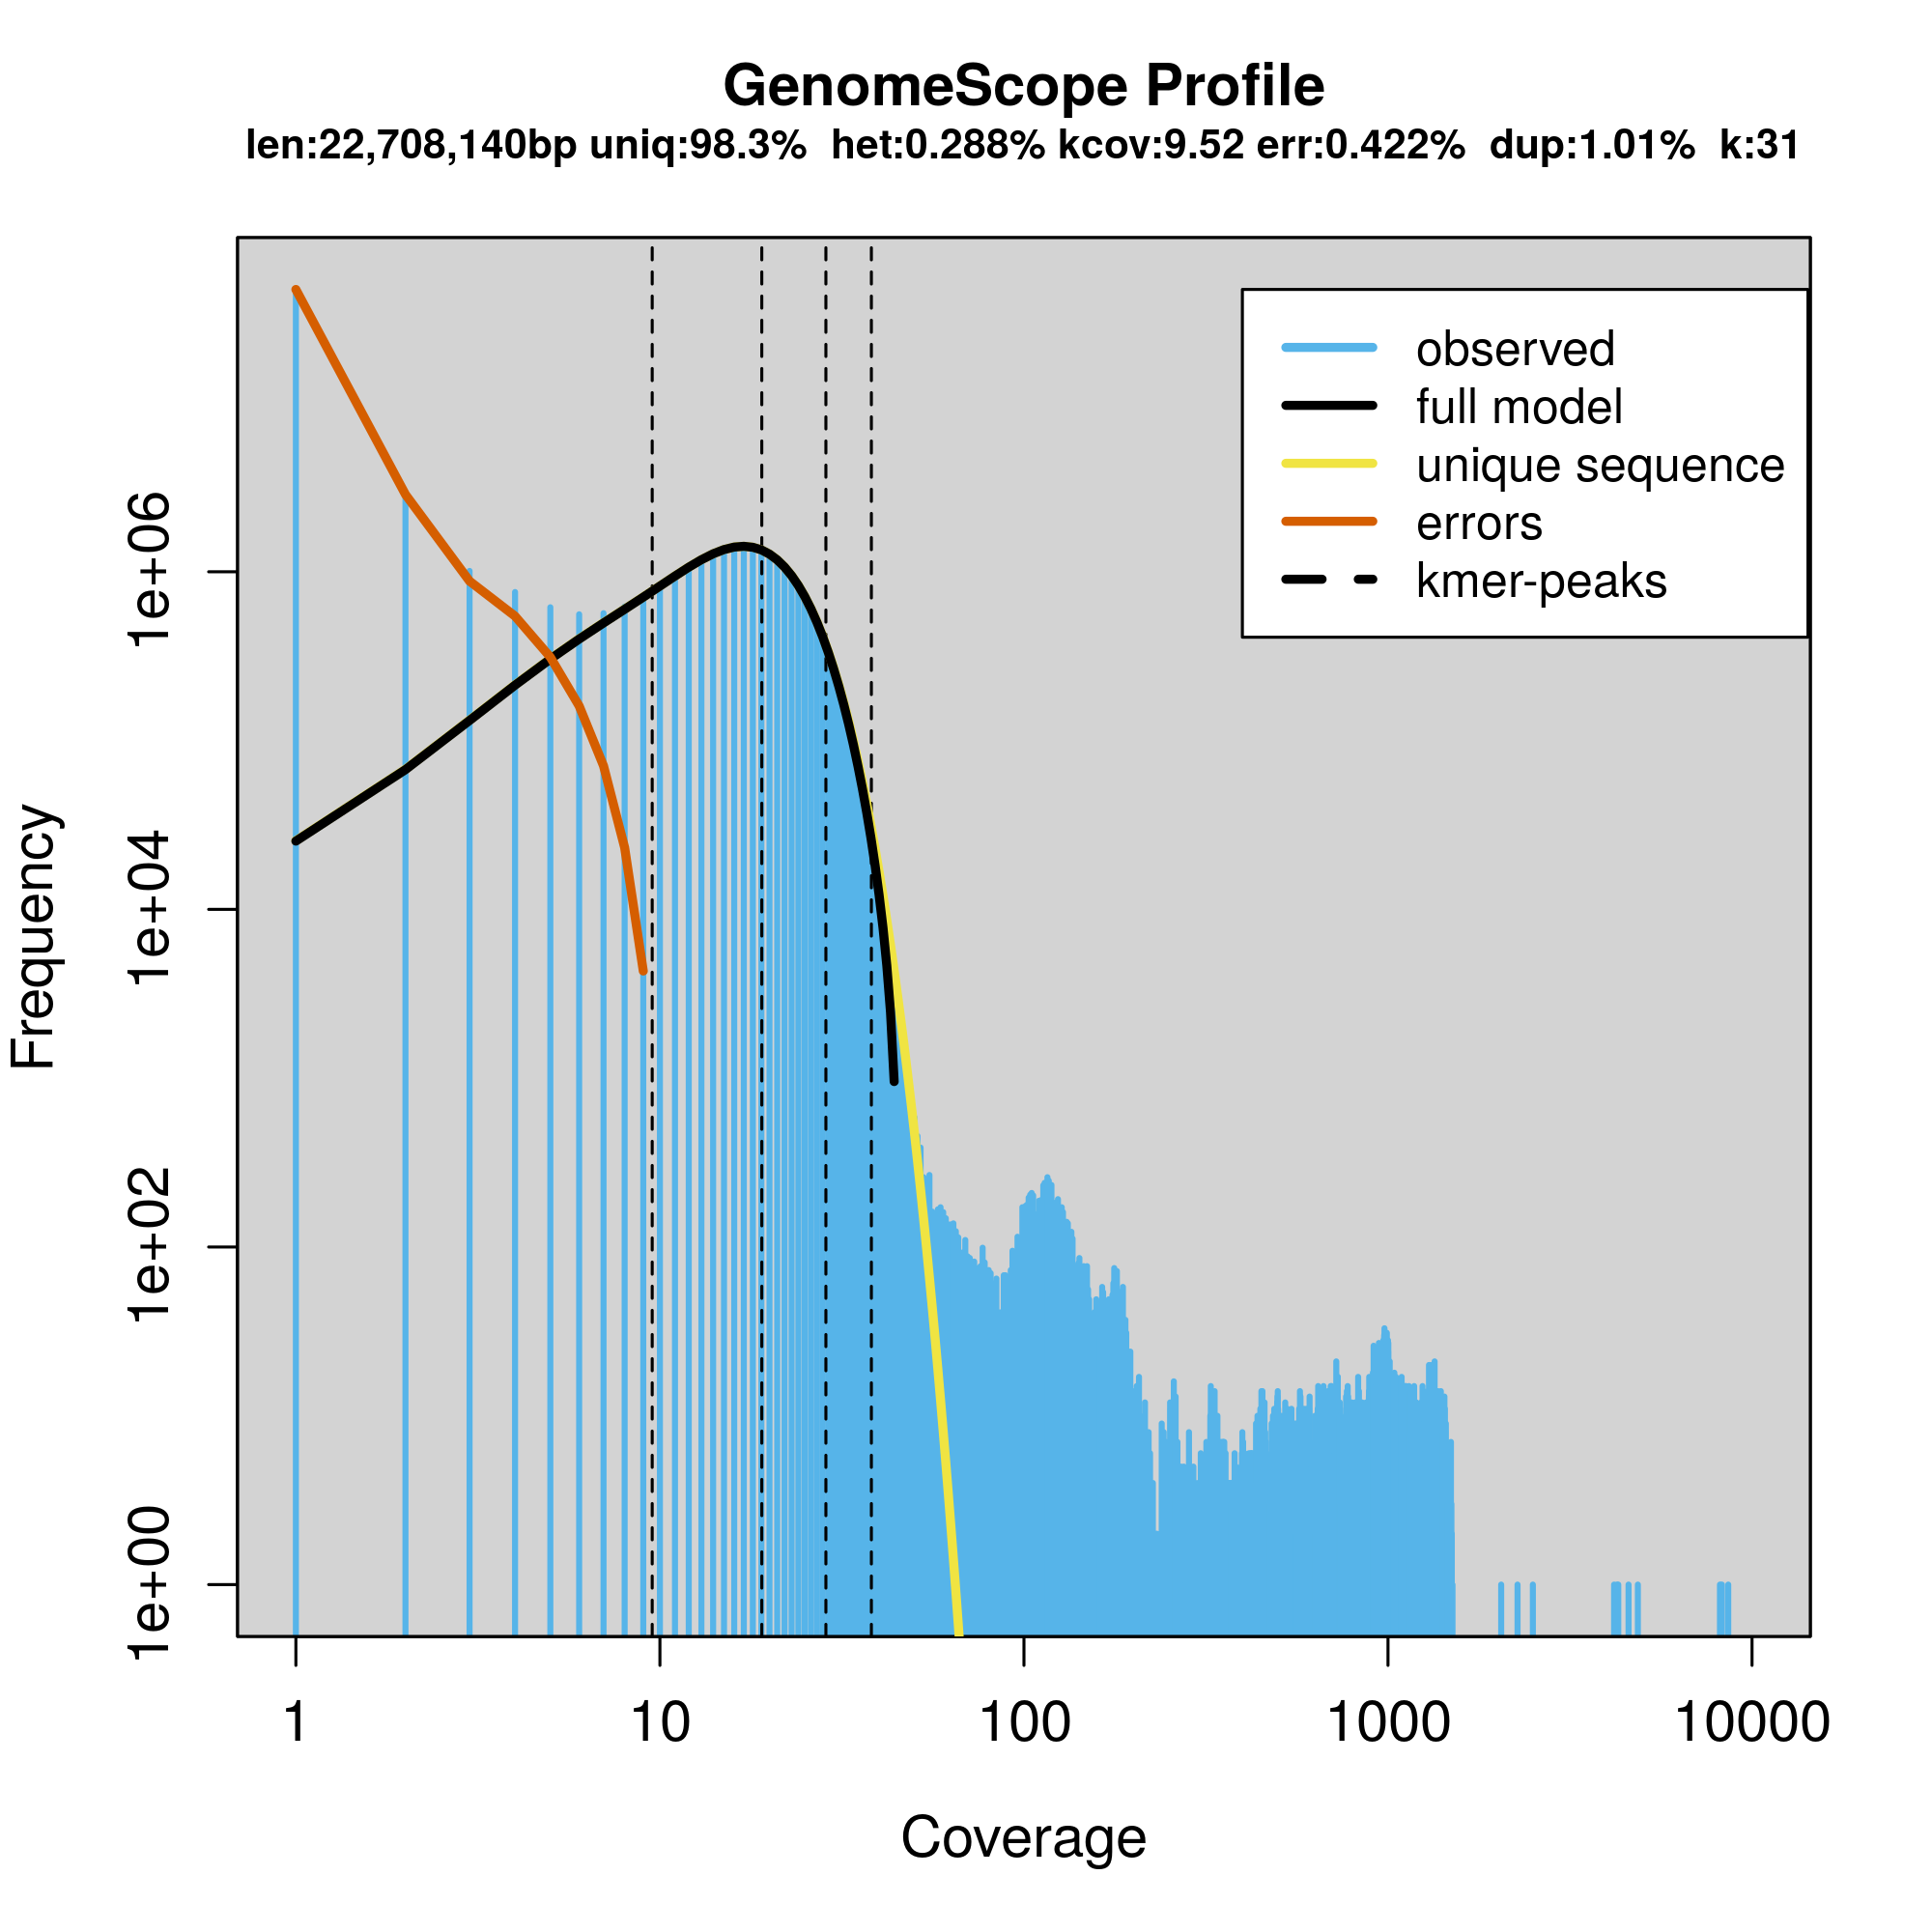 GenomeScope Profile
len:22,708,140bp uniq:98.3% het:0.288% kcov:9.52 err:0.422% dup:1.01% k:31
observed
full model
unique sequence
errors
kmer-peaks
Frequency
1e+06
1e+04
1e+02
1e+00
1 10 100 1000 10000
Coverage